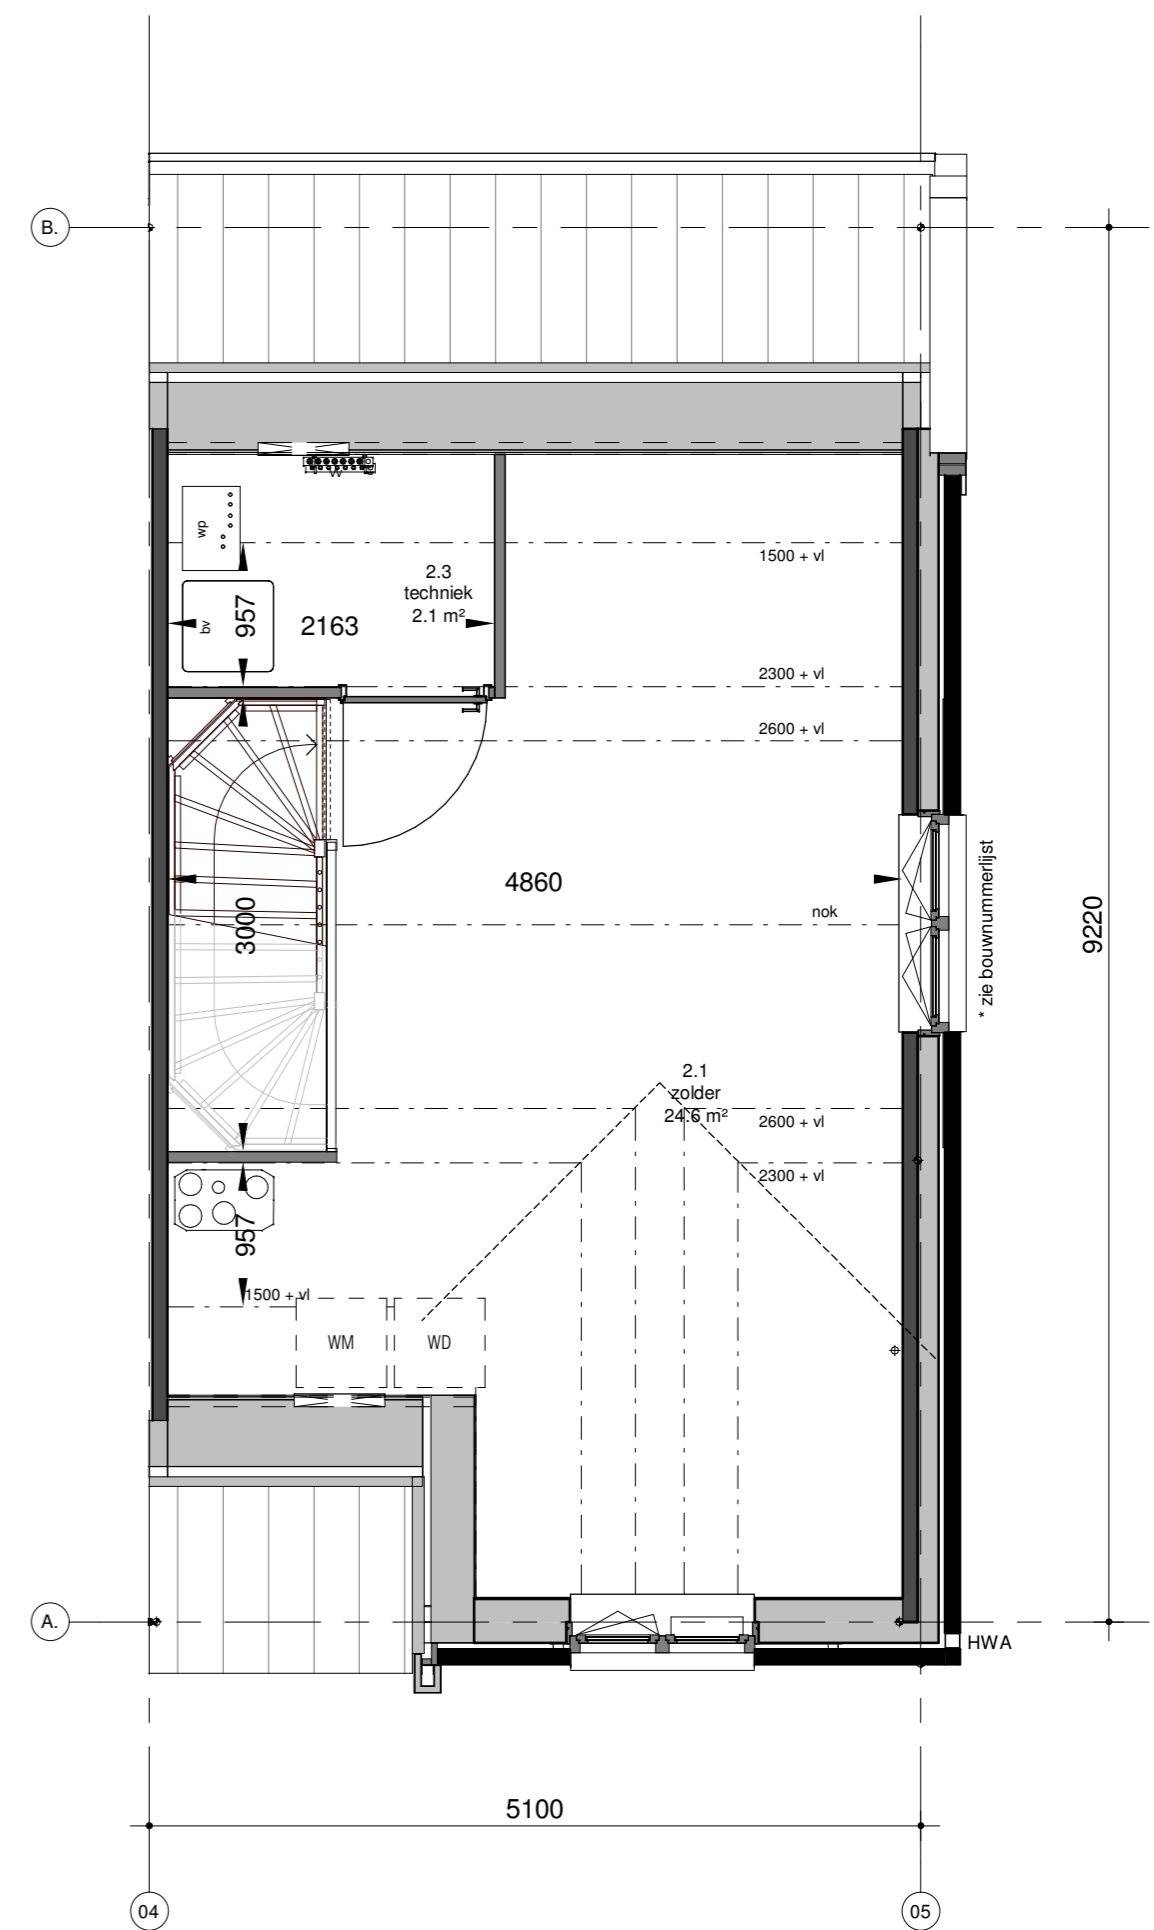 B.
wp
1500 + vl
2.3
techniek
2.1 m²
bv
957
2163
2300 + vl
2600 + vl
4860
3000
nok
* zie bouwnummerlijst
9220
2.1
zolder
24.6 m²
2600 + vl
2300 + vl
957
1500 + vl
WM
WD
A.
HWA
5100
04
05